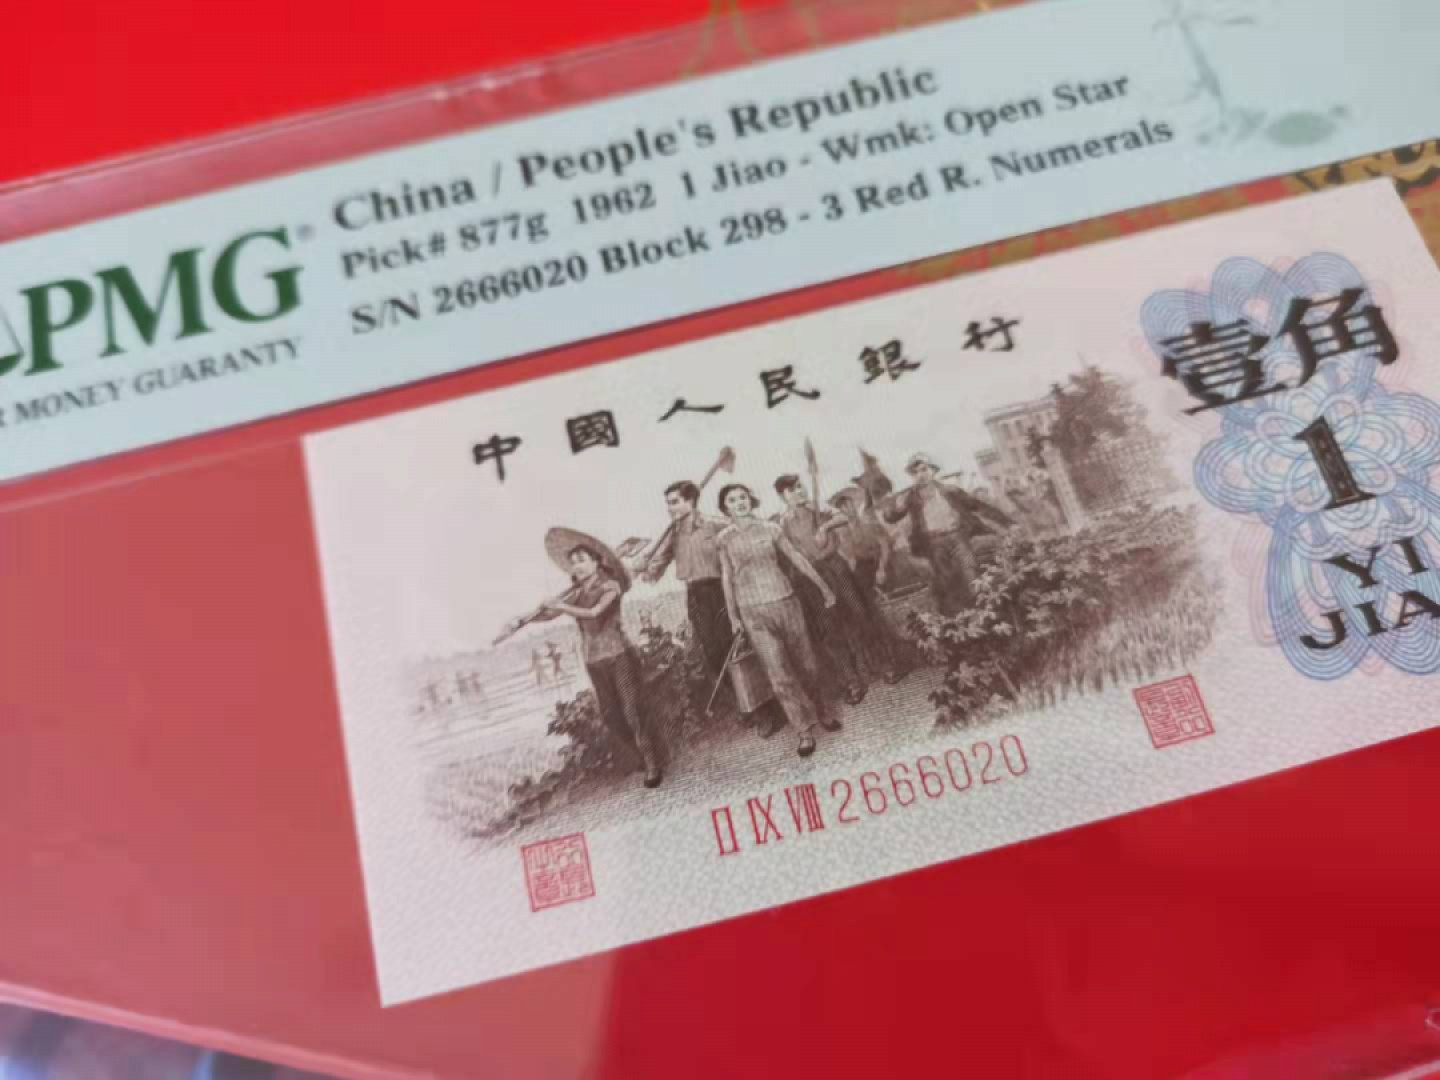 China / People's Republic
Pick# 877g 1962 1 Jiao - Wmk: Open Star
S/N 2666020 Block 298 - 3 Red R. Numerals
PMG
MONEY GUARANTY
中國人民銀行
壹角
1
YI
JIA
II IX VIII 2666020